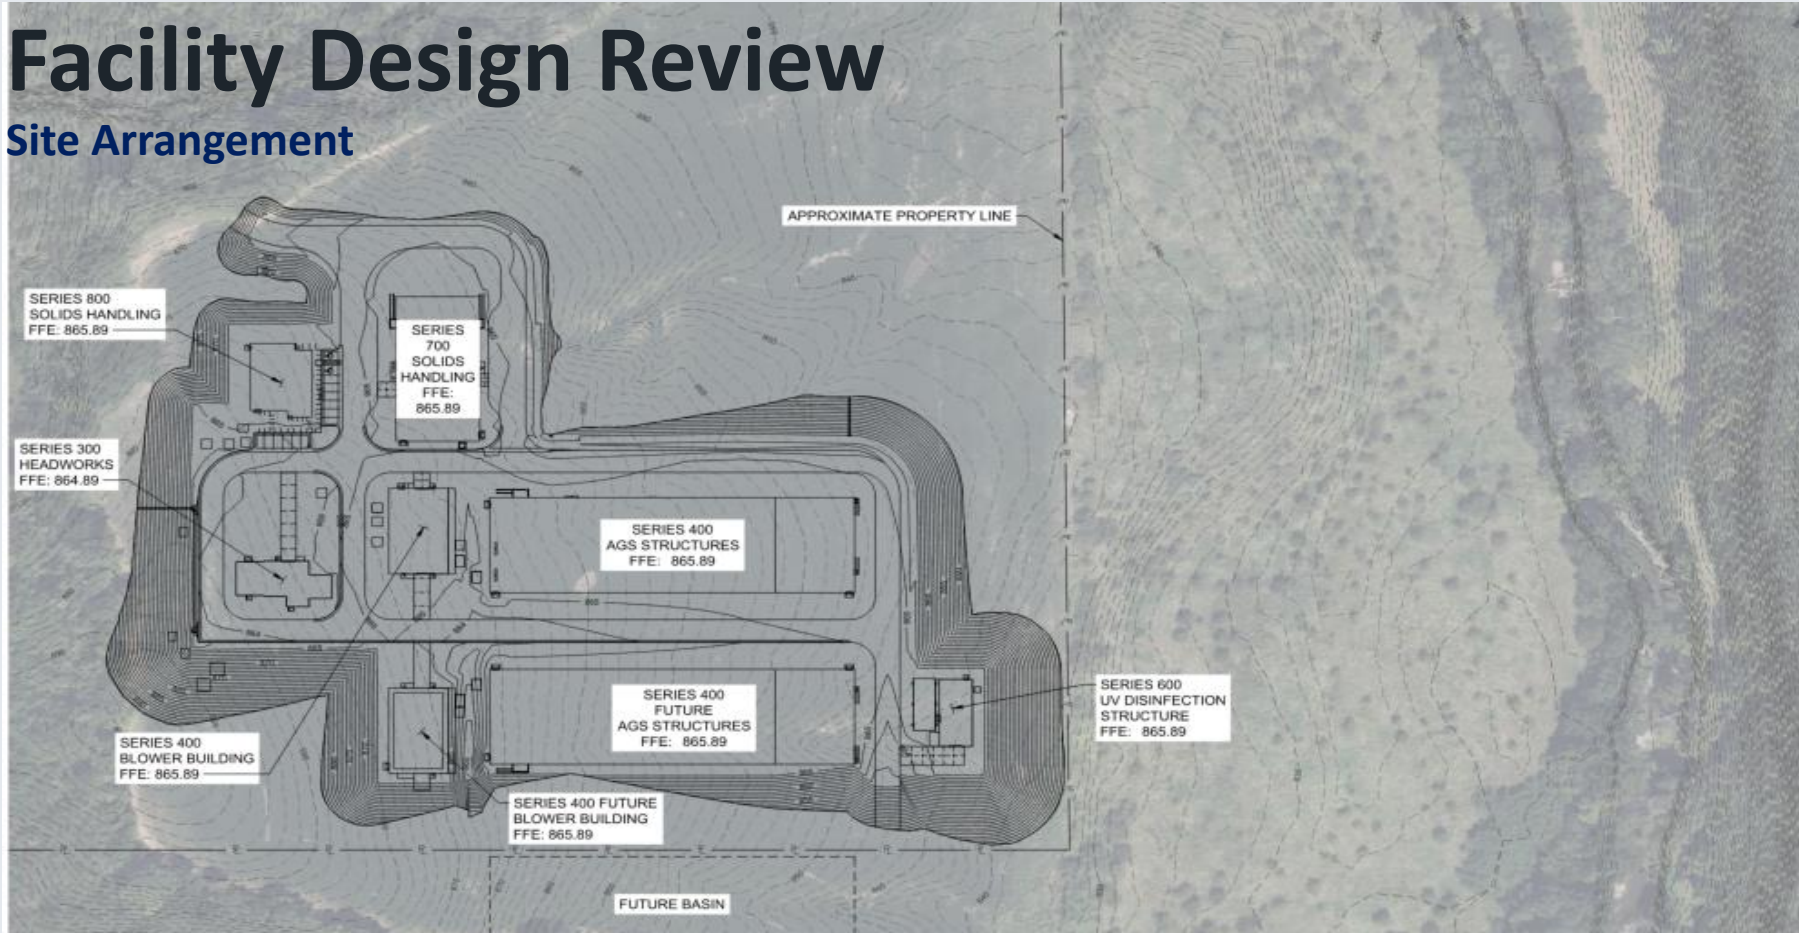 Facility Design Review
Site Arrangement
APPROXIMATE PROPERTY LINE
SERIES 800
SOLIDS HANDLING
FFE: 865.89
SERIES
700
SOLIDS
HANDLING
FFE:
865.89
SERIES 300
HEADWORKS
FFE: 864.89
SERIES 400
AGS STRUCTURES
FFE: 865.89
SERIES 400
FUTURE
AGS STRUCTURES
FFE: 865.89
SERIES 600
UV DISINFECTION
STRUCTURE
FFE: 865.89
SERIES 400
BLOWER BUILDING
FFE: 865.89
SERIES 400 FUTURE
BLOWER BUILDING
FFE: 865.89
FUTURE BASIN